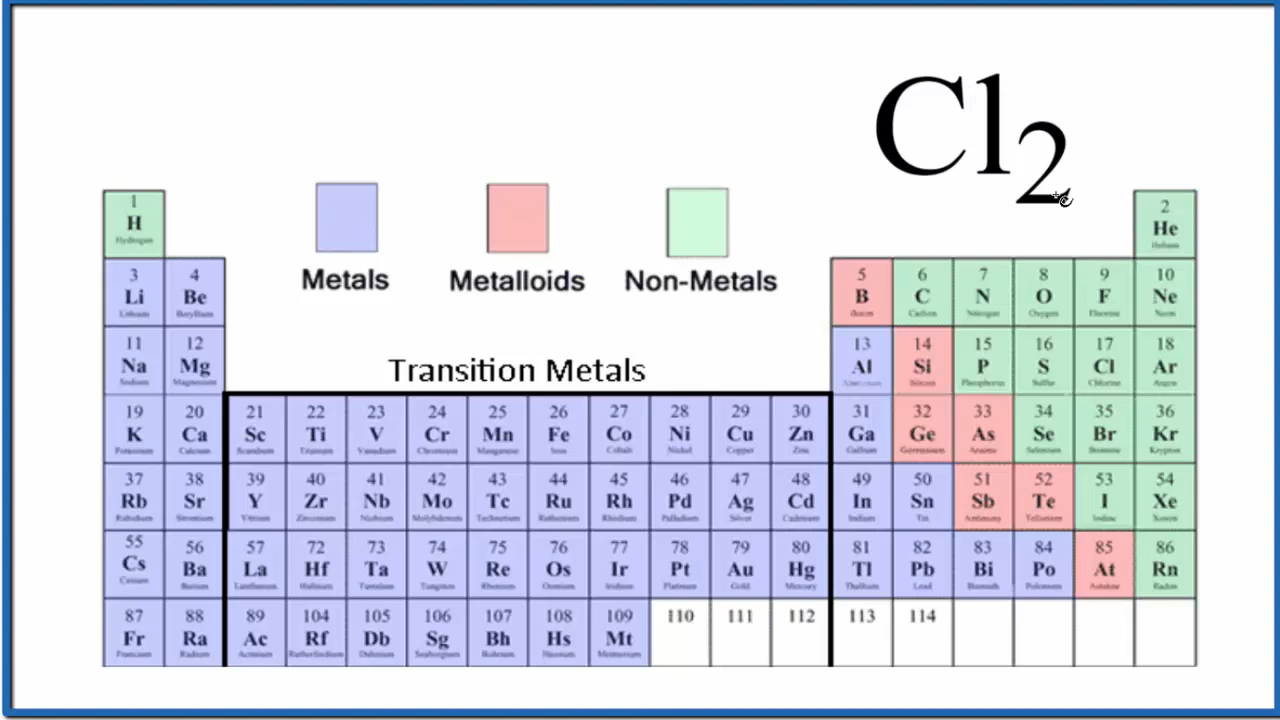 Cl2
1
H
Hydrogen
2
He
Helium
Metals Metalloids Non-Metals
3 4 5 6 7 8 9 10
Li Be B C N O F Ne
Lithium Beryllium Boron Carbon Nitrogen Oxygen Fluorine Neon
11 12 13 14 15 16 17 18
Na Mg Al Si P S Cl Ar
Sodium Magnesium Silicon Phosphorus Chlorine Argon
Transition Metals
19 20 21 22 23 24 25 26 27 28 29 30 31 32 33 34 35 36
K Ca Sc Ti V Cr Mn Fe Co Ni Cu Zn Ga Ge As Se Br Kr
Potassium Calcium Scandium Titanium Vanadium Chromium Manganese Iron Cobalt Nickel Copper Zinc Gallium Germanium Arsenic Selenium Bromine Krypton
37 38 39 40 41 42 43 44 45 46 47 48 49 50 51 52 53 54
Rb Sr Y Zr Nb Mo Tc Ru Rh Pd Ag Cd In Sn Sb Te I Xe
Rubidium Strontium Yttrium Zirconium Niobium Molybdenum Technetium Ruthenium Rhodium Palladium Silver Cadmium Indium Tin Antimony Tellurium Iodine Xenon
55 56 57 72 73 74 75 76 77 78 79 80 81 82 83 84 85 86
Cs Ba La Hf Ta W Re Os Ir Pt Au Hg Tl Pb Bi Po At Rn
Cesium Barium Lanthanum Hafnium Tantalum Tungsten Rhenium Osmium Iridium Platinum Gold Mercury Thallium Lead Bismuth Polonium Astatine Radon
87 88 89 104 105 106 107 108 109 110 111 112 113 114
Fr Ra Ac Rf Db Sg Bh Hs Mt
Francium Radium Actinium Rutherfordium Dubnium Seaborgium Bohrium Hassium Meitnerium